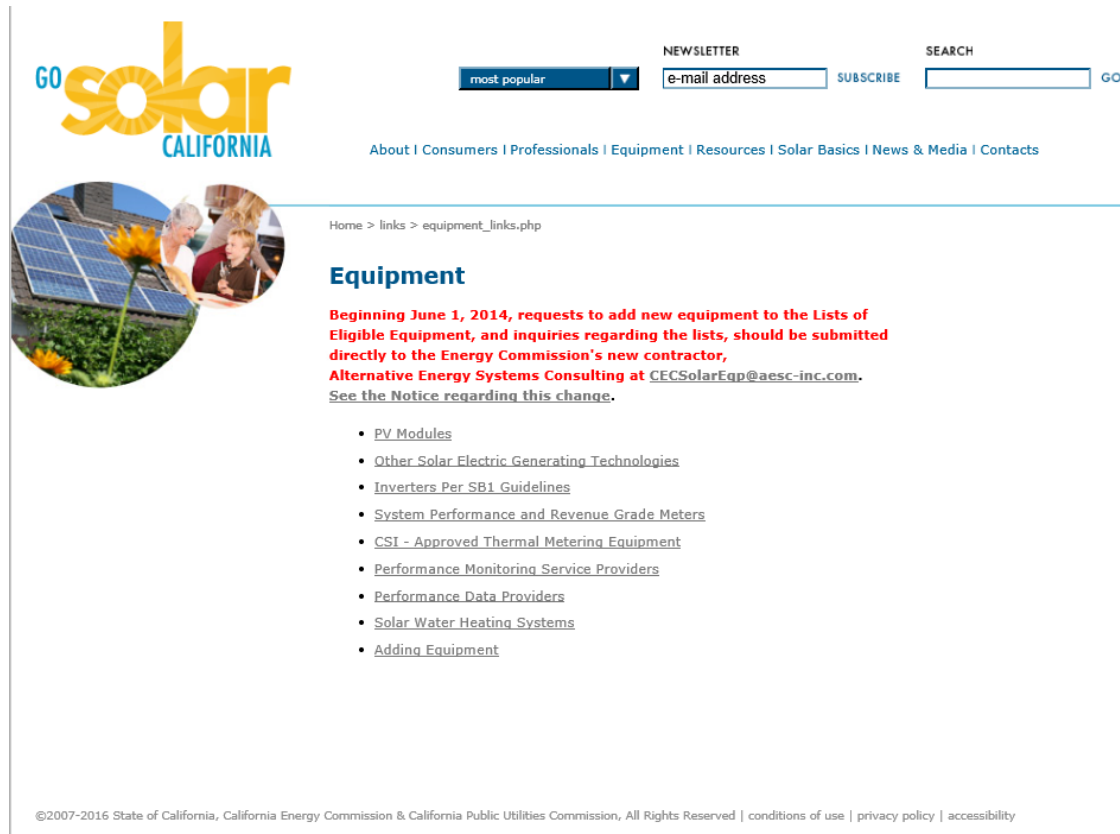 GO solar CALIFORNIA
NEWSLETTER
SEARCH
most popular
e-mail address
SUBSCRIBE
GO
About I Consumers I Professionals I Equipment I Resources I Solar Basics I News & Media I Contacts
Home > links > equipment_links.php
Equipment
Beginning June 1, 2014, requests to add new equipment to the Lists of
Eligible Equipment, and inquiries regarding the lists, should be submitted
directly to the Energy Commission's new contractor,
Alternative Energy Systems Consulting at CECSolarEqp@aesc-inc.com.
See the Notice regarding this change.
• PV Modules
• Other Solar Electric Generating Technologies
• Inverters Per SB1 Guidelines
• System Performance and Revenue Grade Meters
• CSI - Approved Thermal Metering Equipment
• Performance Monitoring Service Providers
• Performance Data Providers
• Solar Water Heating Systems
• Adding Equipment
©2007-2016 State of California, California Energy Commission & California Public Utilities Commission, All Rights Reserved | conditions of use | privacy policy | accessibility